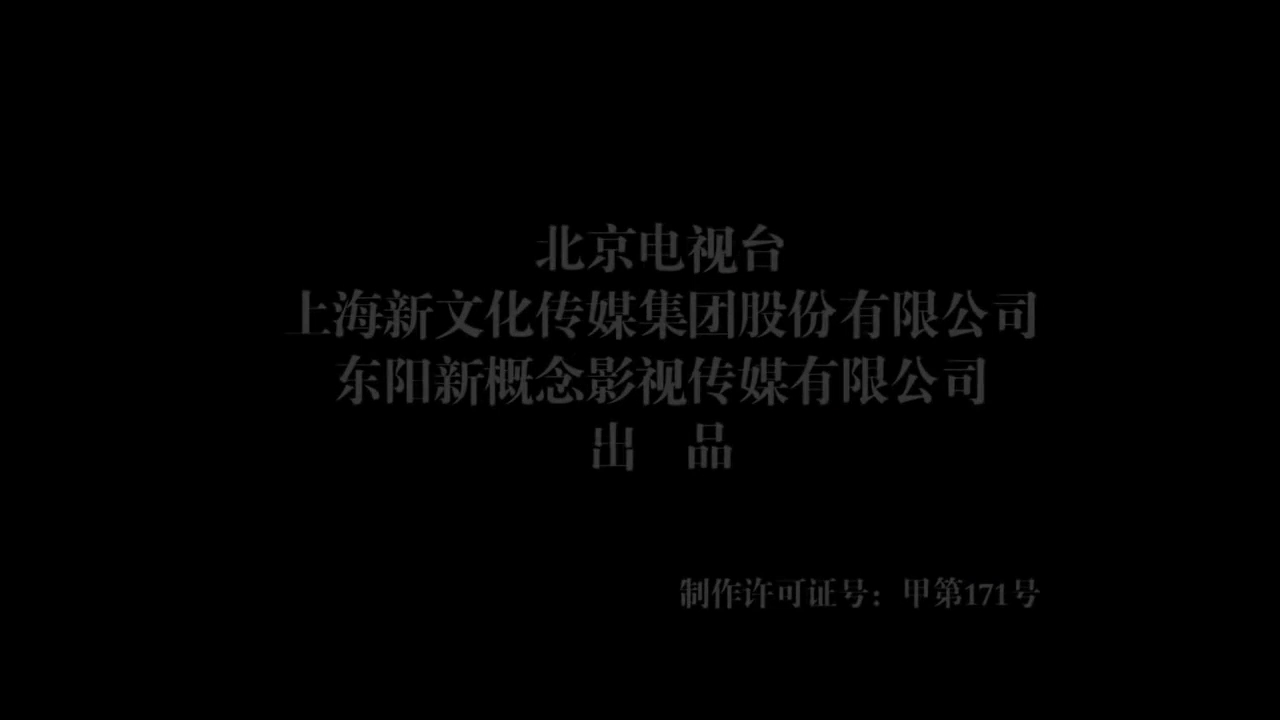 北京电视台
上海新文化传媒集团股份有限公司
东阳新概念影视传媒有限公司
出 品
制作许可证号：甲第171号